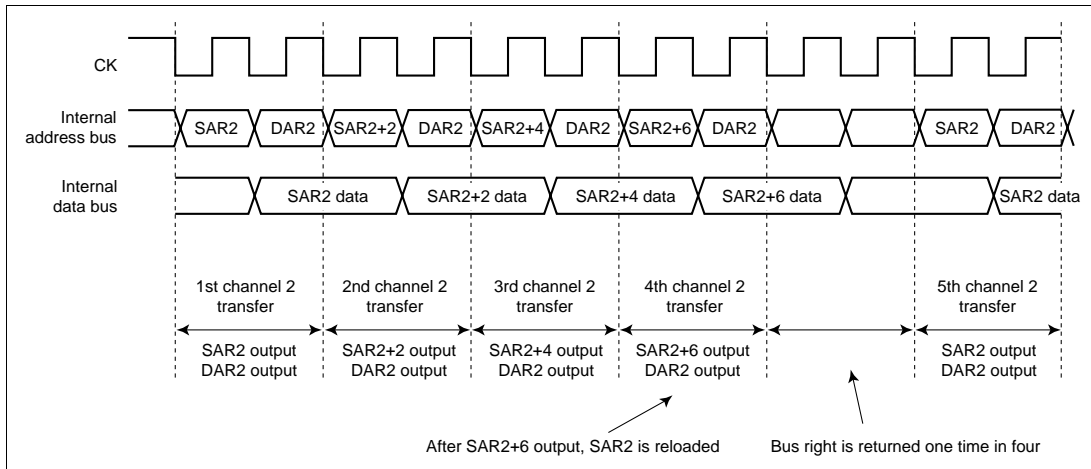 CK
Internal
address bus
SAR2 DAR2 SAR2+2 DAR2 SAR2+4 DAR2 SAR2+6 DAR2 SAR2 DAR2
Internal
data bus
SAR2 data SAR2+2 data SAR2+4 data SAR2+6 data SAR2 data
1st channel 2
transfer
2nd channel 2
transfer
3rd channel 2
transfer
4th channel 2
transfer
5th channel 2
transfer
SAR2 output
DAR2 output
SAR2+2 output
DAR2 output
SAR2+4 output
DAR2 output
SAR2+6 output
DAR2 output
SAR2 output
DAR2 output
After SAR2+6 output, SAR2 is reloaded
Bus right is returned one time in four